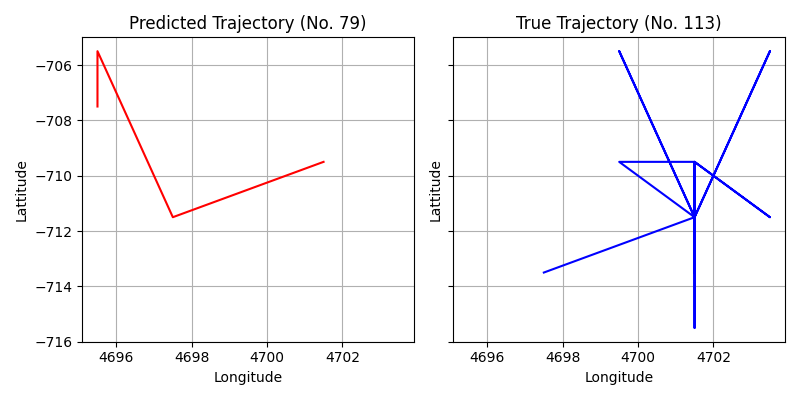 Predicted Trajectory (No. 79)
True Trajectory (No. 113)
−706
−708
−710
−712
−714
−716
Lattitude
4696
4698
4700
4702
Longitude
Lattitude
4696
4698
4700
4702
Longitude